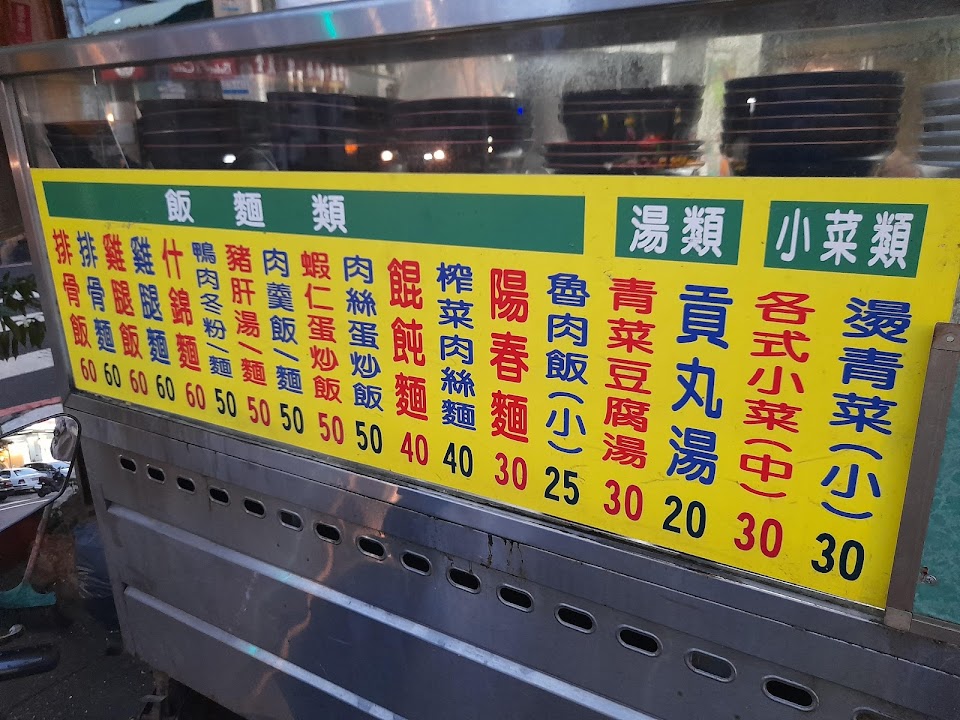 飯麵類
排骨飯 60
排骨麵 60
雞腿飯 60
雞腿麵 60
什錦麵 60
鴨肉冬粉/麵 50
豬肝湯/麵 50
肉羹飯/麵 50
蝦仁蛋炒飯 50
肉絲蛋炒飯 50
餛飩麵 40
榨菜肉絲麵 40
陽春麵 30
魯肉飯(小) 25
湯類
青菜豆腐湯 30
貢丸湯 20
小菜類
各式小菜(中) 30
燙青菜(小) 30